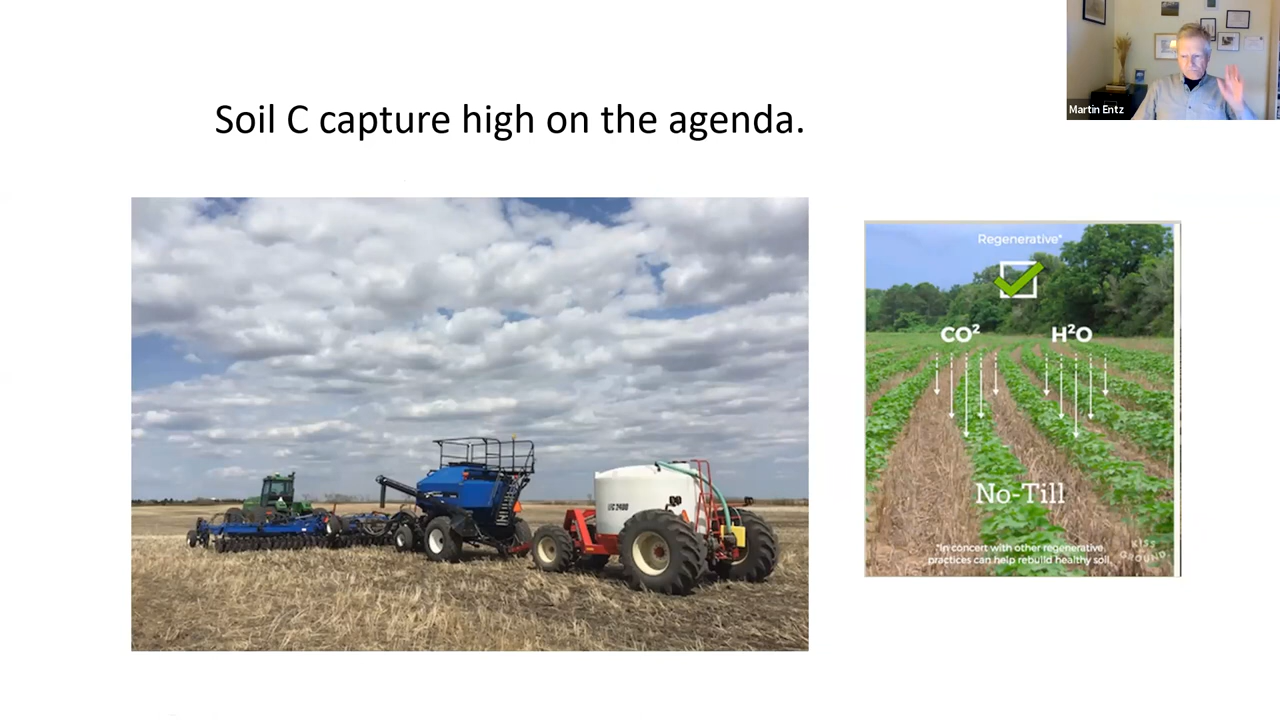 Soil C capture high on the agenda.
Martin Entz
Regenerative*
CO² H²O
No-Till
*In concert with other regenerative
practices can help rebuild healthy soil.
KISS
GROUND